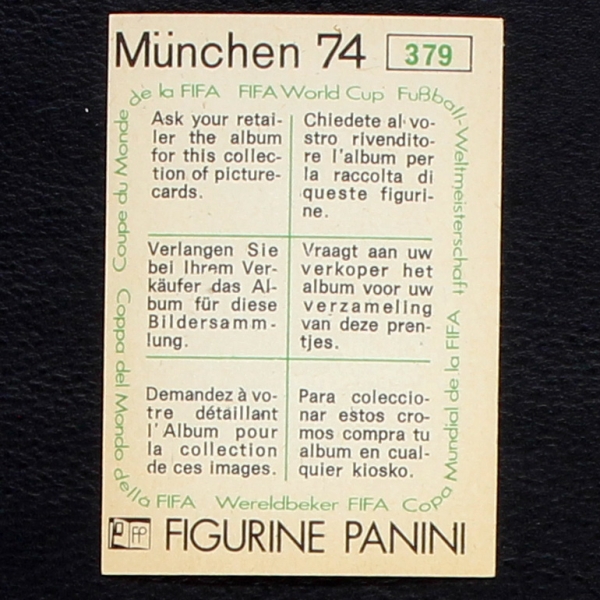 München 74 379
de la FIFA FIFA World Cup Fußball-Weltmeisterschaft
Ask your retai-
ler the album
for this collec-
tion of picture-
cards.
Chiedete al vo-
stro rivendito-
re l'album per
la raccolta di
queste figuri-
ne.
Verlangen Sie
bei Ihrem Ver-
käufer das Al-
bum für diese
Bildersamm-
lung.
Vraagt aan uw
verkoper het
album voor uw
verzameling
van deze pren-
tjes.
Demandez à vo-
tre détaillant
l'Album pour
la collection
de ces images.
Para coleccio-
nar estos cro-
mos compra tu
album en cual-
quier kiosko.
Coupe du Monde
Coppa del Mondo della FIFA
Wereldbeker FIFA
Copa Mundial de la FIFA
FP FIGURINE PANINI